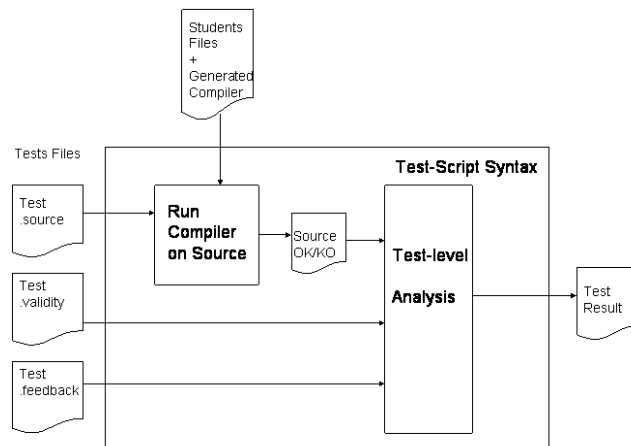 Students
Files
+
Generated
Compiler
Tests Files
Test-Script Syntax
Test
.source
Run
Compiler
on Source
Source
OK/KO
Test-level
Analysis
Test
.validity
Test
Result
Test
.feedback